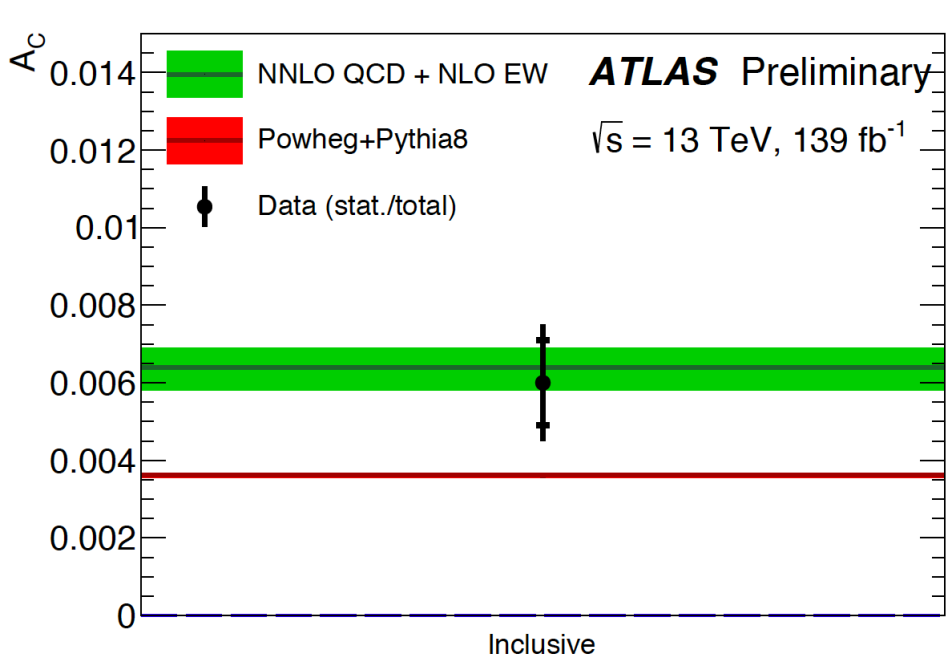 A_C
NNLO QCD + NLO EW
Powheg+Pythia8
Data (stat./total)
ATLAS Preliminary
√s = 13 TeV, 139 fb⁻¹
0.014
0.012
0.01
0.008
0.006
0.004
0.002
0
Inclusive